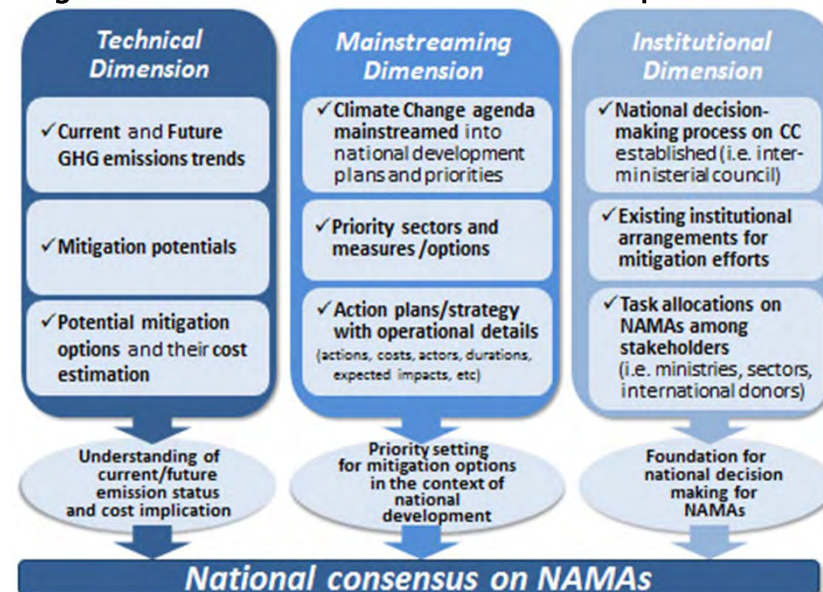 Technical
Dimension
✓Current and Future
GHG emissions trends
✓Mitigation potentials
✓Potential mitigation
options and their cost
estimation
Understanding of
current/future
emission status
and cost implication
Mainstreaming
Dimension
✓Climate Change agenda
mainstreamed into
national development
plans and priorities
✓Priority sectors and
measures /options
✓Action plans/strategy
with operational details
(actions, costs, actors, durations,
expected impacts, etc)
Priority setting
for mitigation options
in the context of
national
development
Institutional
Dimension
✓National decision-
making process on CC
established (i.e. inter-
ministerial council)
✓Existing institutional
arrangements for
mitigation efforts
✓Task allocations on
NAMAs among
stakeholders
(i.e. ministries, sectors,
international donors)
Foundation for
national decision
making for
NAMAs
National consensus on NAMAs